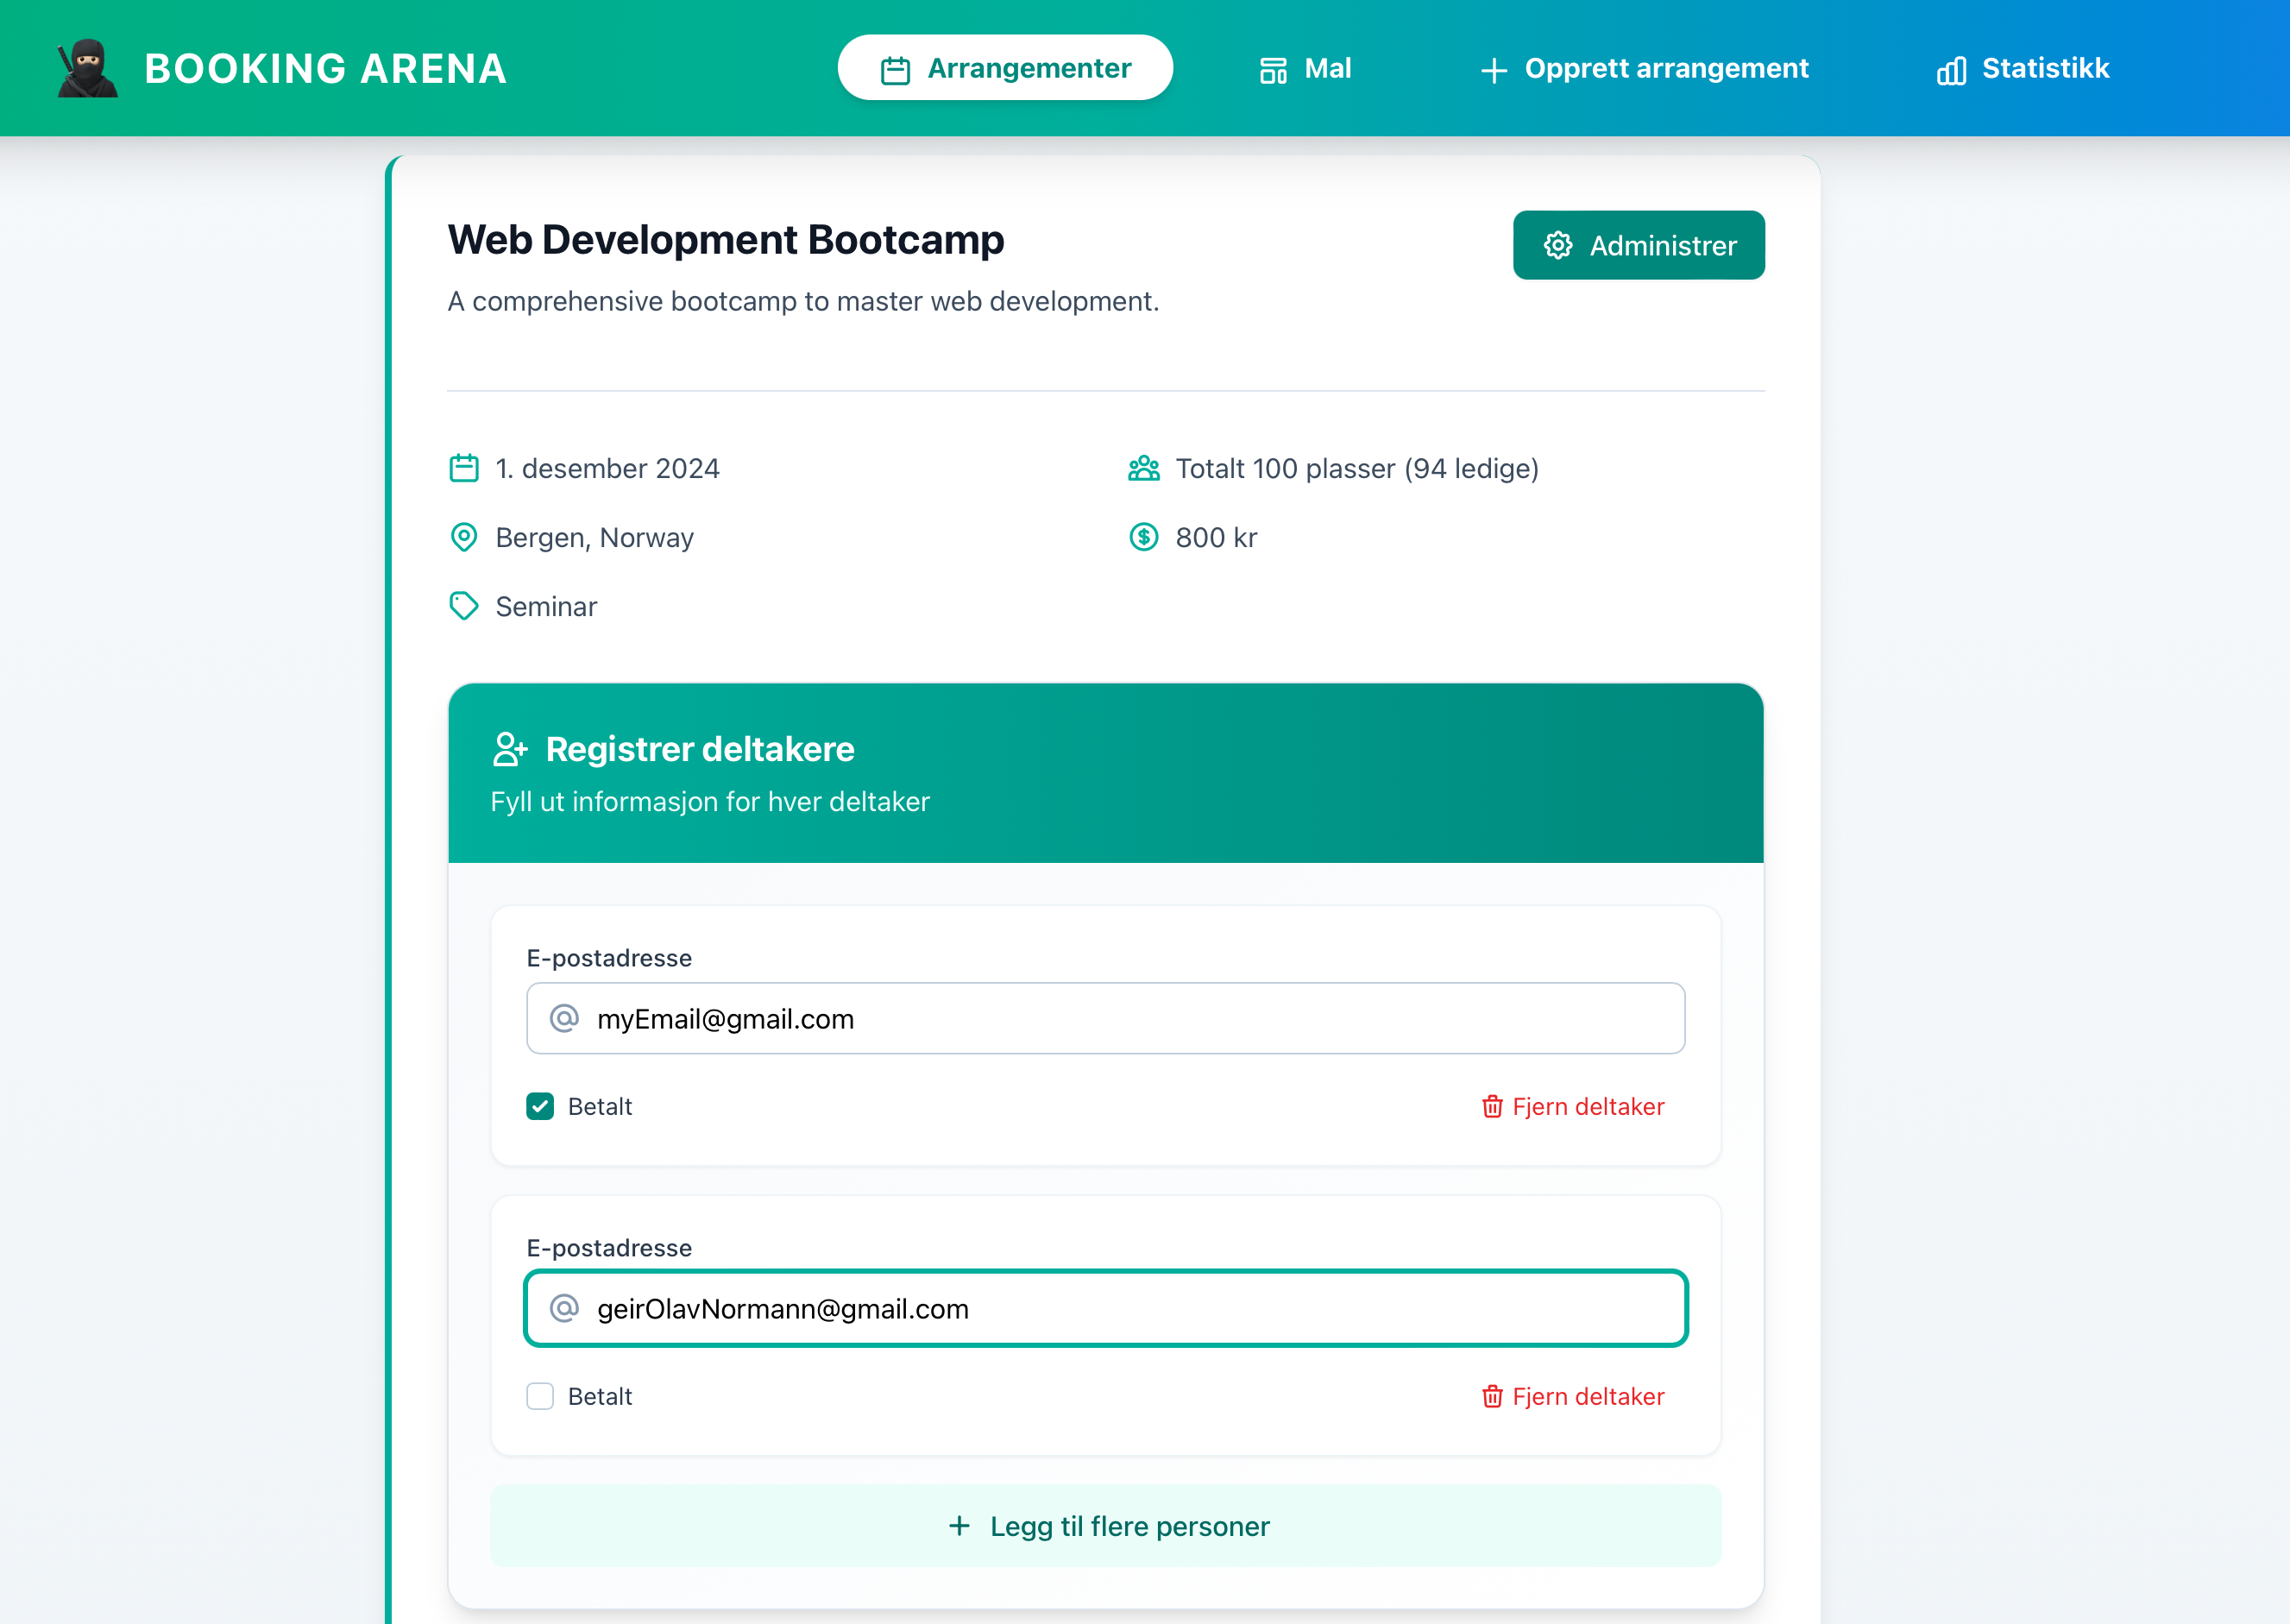 BOOKING ARENA
Arrangementer
Mal
Opprett arrangement
Statistikk
Web Development Bootcamp
Administrer
A comprehensive bootcamp to master web development.
1. desember 2024
Totalt 100 plasser (94 ledige)
Bergen, Norway
800 kr
Seminar
Registrer deltakere
Fyll ut informasjon for hver deltaker
E-postadresse
myEmail@gmail.com
Betalt
Fjern deltaker
E-postadresse
geirOlavNormann@gmail.com
Betalt
Fjern deltaker
Legg til flere personer